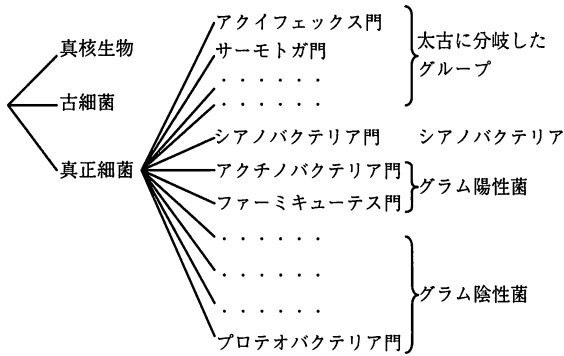 真核生物
古細菌
真正細菌
アクイフェックス門
サーモトガ門
・・・・・・
・・・・・・
シアノバクテリア門
アクチノバクテリア門
ファーミキューテス門
・・・・・・
・・・・・・
・・・・・・
プロテオバクテリア門
太古に分岐した
グループ
シアノバクテリア
グラム陽性菌
グラム陰性菌